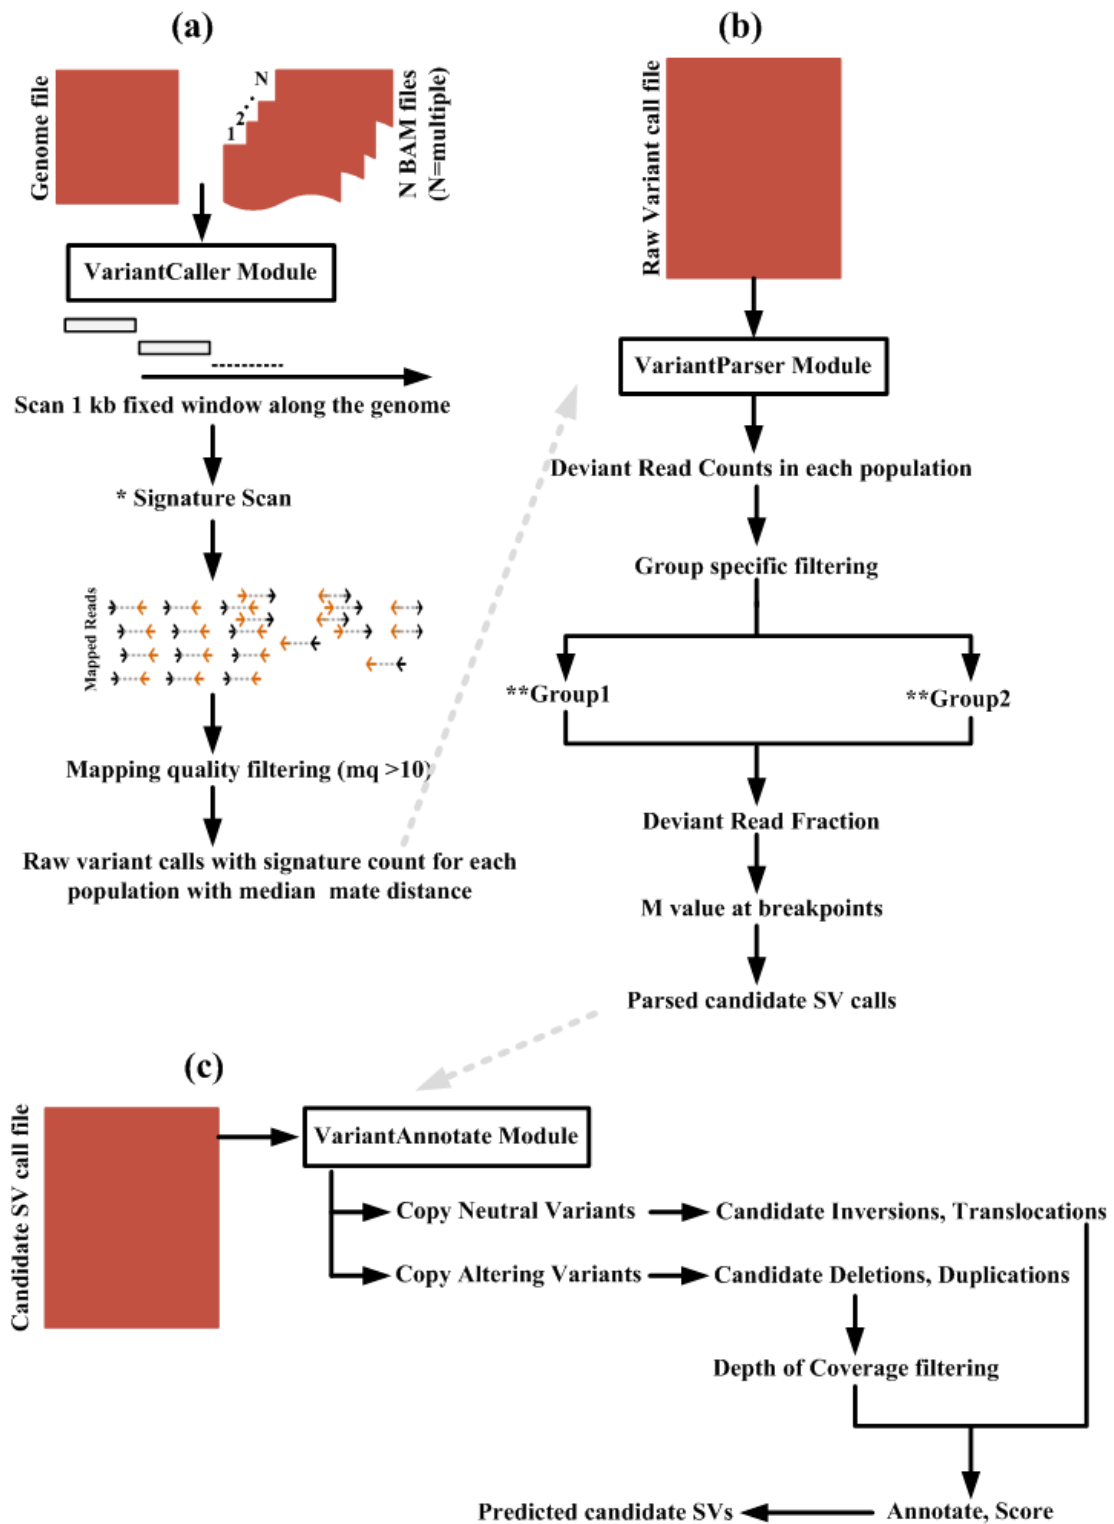 (a)
Genome file
1
2
N
N BAM files
(N=multiple)
VariantCaller Module
Scan 1 kb fixed window along the genome
* Signature Scan
Mapped Reads
Mapping quality filtering (mq >10)
Raw variant calls with signature count for each
population with median mate distance
(b)
Raw Variant call file
VariantParser Module
Deviant Read Counts in each population
Group specific filtering
**Group1
**Group2
Deviant Read Fraction
M value at breakpoints
Parsed candidate SV calls
(c)
Candidate SV call file
VariantAnnotate Module
Copy Neutral Variants
Candidate Inversions, Translocations
Copy Altering Variants
Candidate Deletions, Duplications
Depth of Coverage filtering
Annotate, Score
Predicted candidate SVs